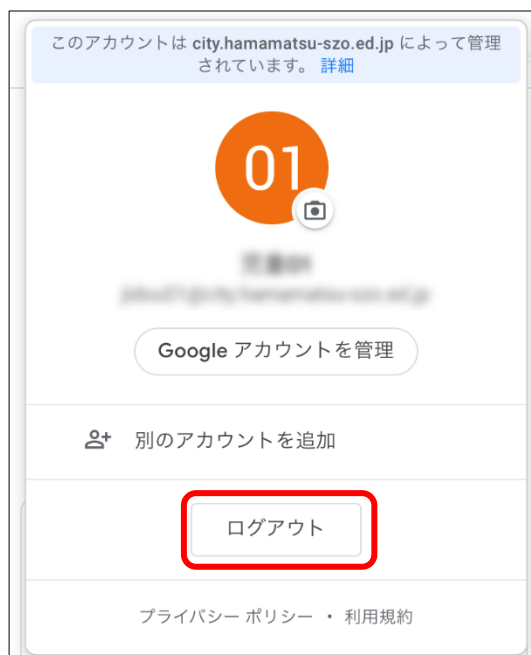 このアカウントは city.hamamatsu-szo.ed.jp によって管理
されています。 詳細
01
Google アカウントを管理
別のアカウントを追加
ログアウト
プライバシー ポリシー ・ 利用規約